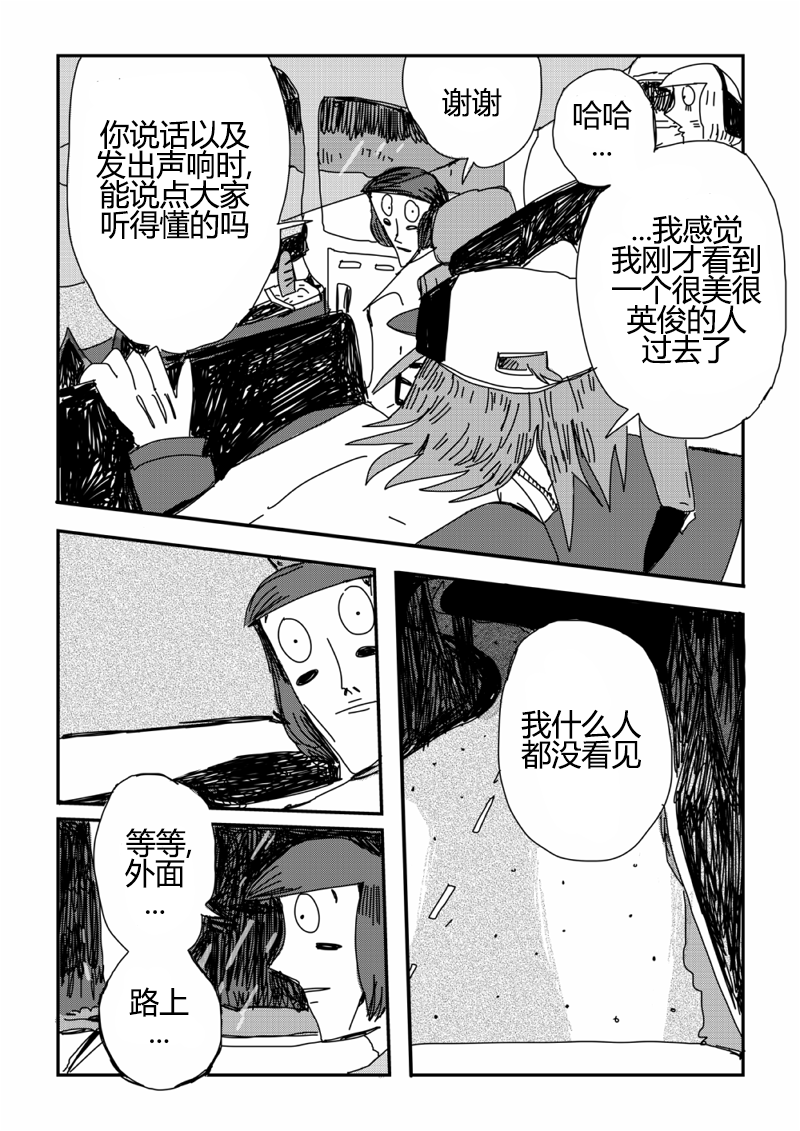 你说话以及
发出声响时,
能说点大家
听得懂的吗
谢谢
哈哈
...
...我感觉
我刚才看到
一个很美很
英俊的人
过去了
等等,
外面
...
路上
...
我什么人
都没看见